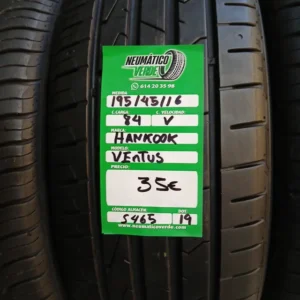 NEUMÁTICO
VERDE
614 20 35 98
MEDIDA:
195/45/16
C. CARGA: C. VELOCIDAD:
84 V
MARCA:
HANKOOK
MODELO:
VENTUS
PRECIO:
35€
CÓDIGO ALMACÉN DOT
5465 19
www.neumaticoverde.com